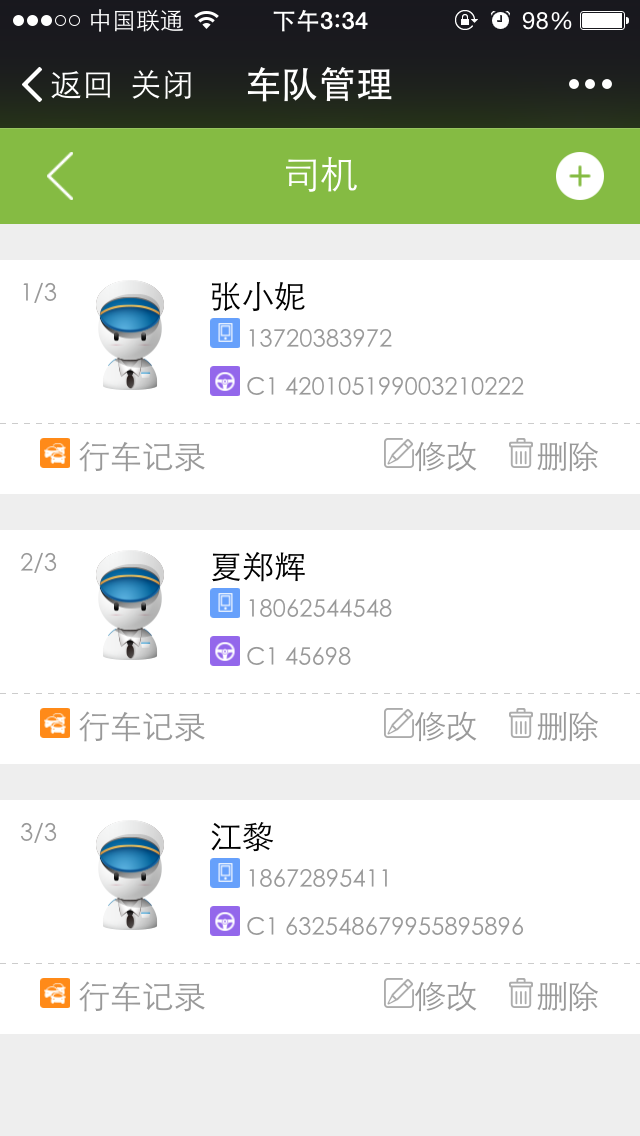 中国联通 下午3:34 98%
返回 关闭 车队管理
司机
1/3 张小妮
13720383972
C1 420105199003210222
行车记录 修改 删除
2/3 夏郑辉
18062544548
C1 45698
行车记录 修改 删除
3/3 江黎
18672895411
C1 632548679955895896
行车记录 修改 删除